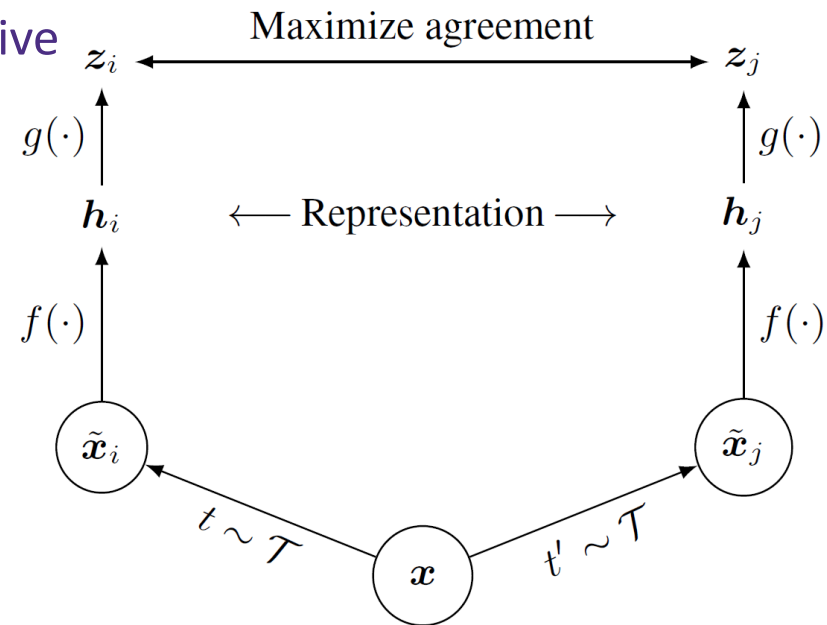 Maximize agreement
ive
z_i z_j
g(·) g(·)
h_i ← Representation → h_j
f(·) f(·)
x̃_i x̃_j
t ~ 𝒯 t′ ~ 𝒯
x